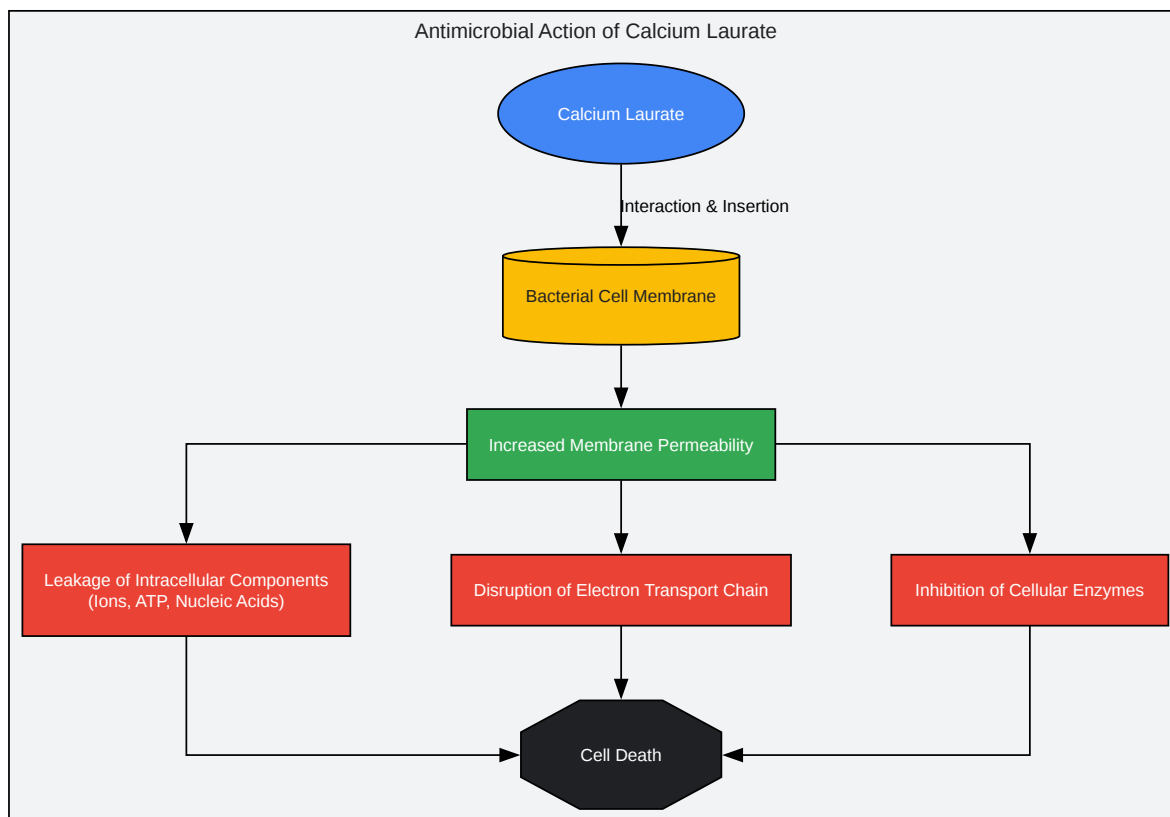 Antimicrobial Action of Calcium Laurate
Calcium Laurate
Interaction & Insertion
Bacterial Cell Membrane
Increased Membrane Permeability
Leakage of Intracellular Components
(Ions, ATP, Nucleic Acids)
Disruption of Electron Transport Chain
Inhibition of Cellular Enzymes
Cell Death